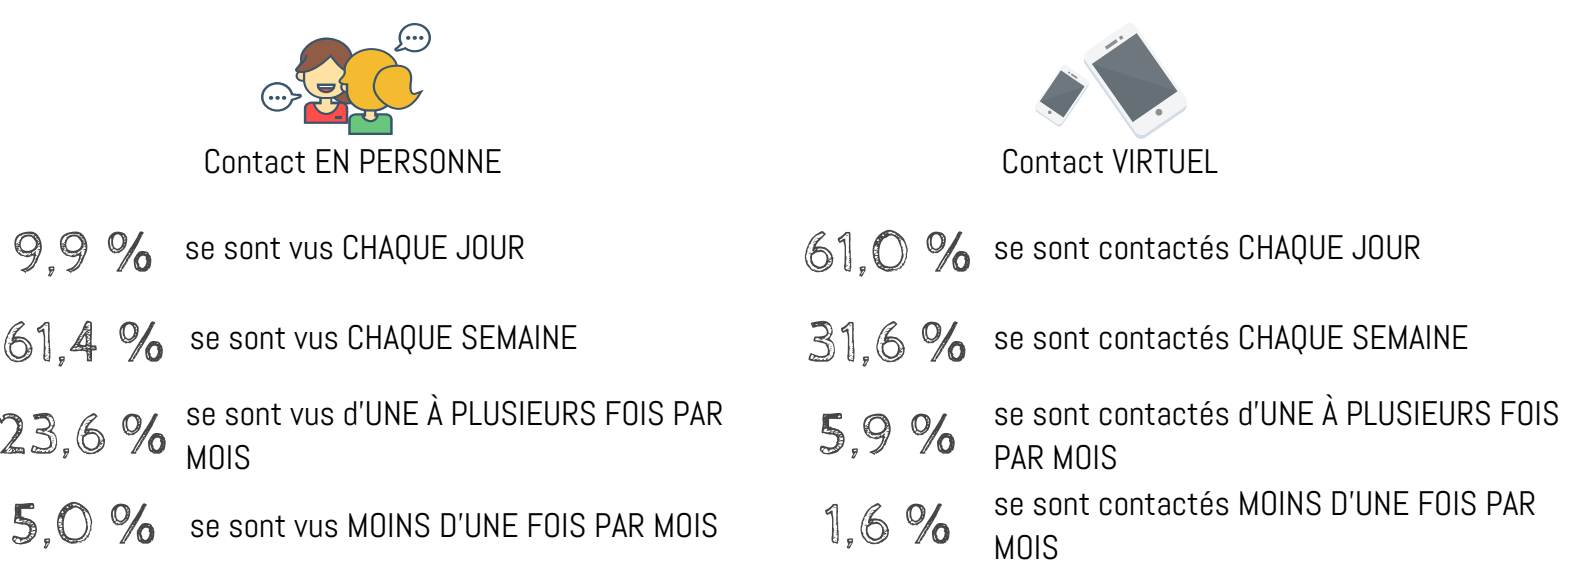 Contact EN PERSONNE
9,9 % se sont vus CHAQUE JOUR
61,4 % se sont vus CHAQUE SEMAINE
23,6 % se sont vus d'UNE À PLUSIEURS FOIS PAR
MOIS
5,0 % se sont vus MOINS D'UNE FOIS PAR MOIS
Contact VIRTUEL
61,0 % se sont contactés CHAQUE JOUR
31,6 % se sont contactés CHAQUE SEMAINE
5,9 % se sont contactés d'UNE À PLUSIEURS FOIS
PAR MOIS
1,6 % se sont contactés MOINS D'UNE FOIS PAR
MOIS